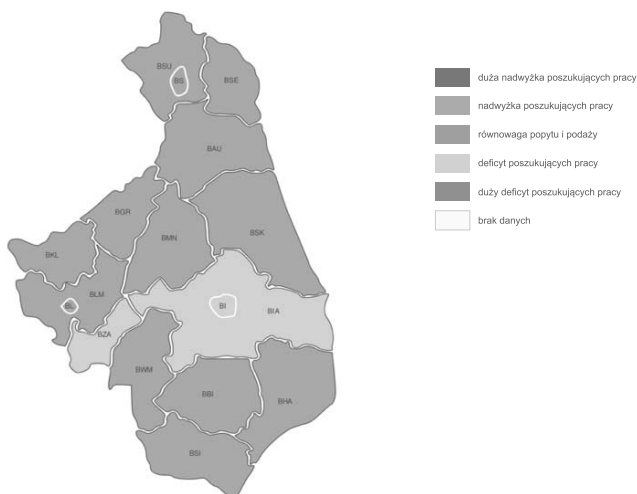 BSU
BS
BSE
BAU
BGR
BMN
BSK
BKL
BLM
BL
BZA
BI
BIA
BWM
BBI
BHA
BSI
duża nadwyżka poszukujących pracy
nadwyżka poszukujących pracy
równowaga popytu i podaży
deficyt poszukujących pracy
duży deficyt poszukujących pracy
brak danych